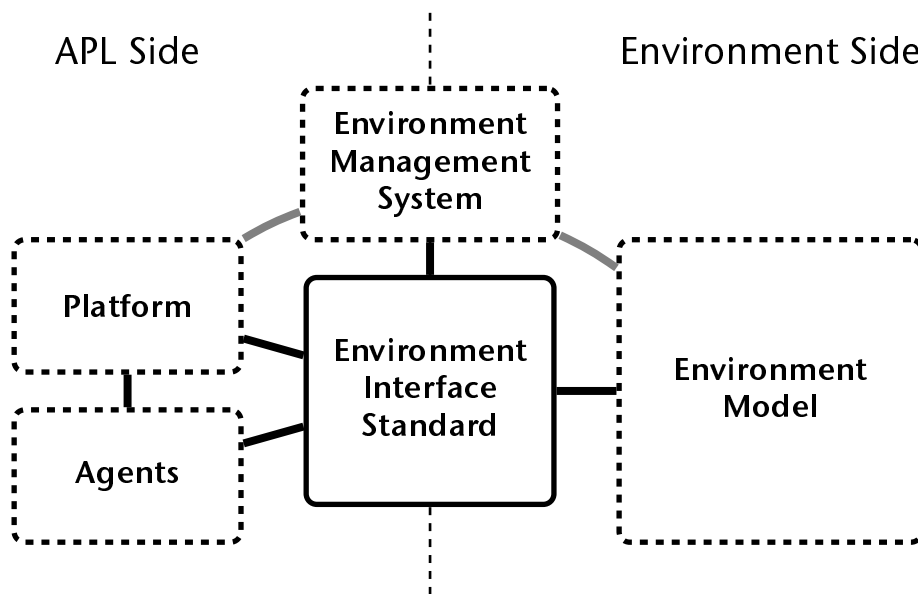 APL Side
Environment Side
Environment
Management
System
Platform
Environment
Interface
Standard
Environment
Model
Agents